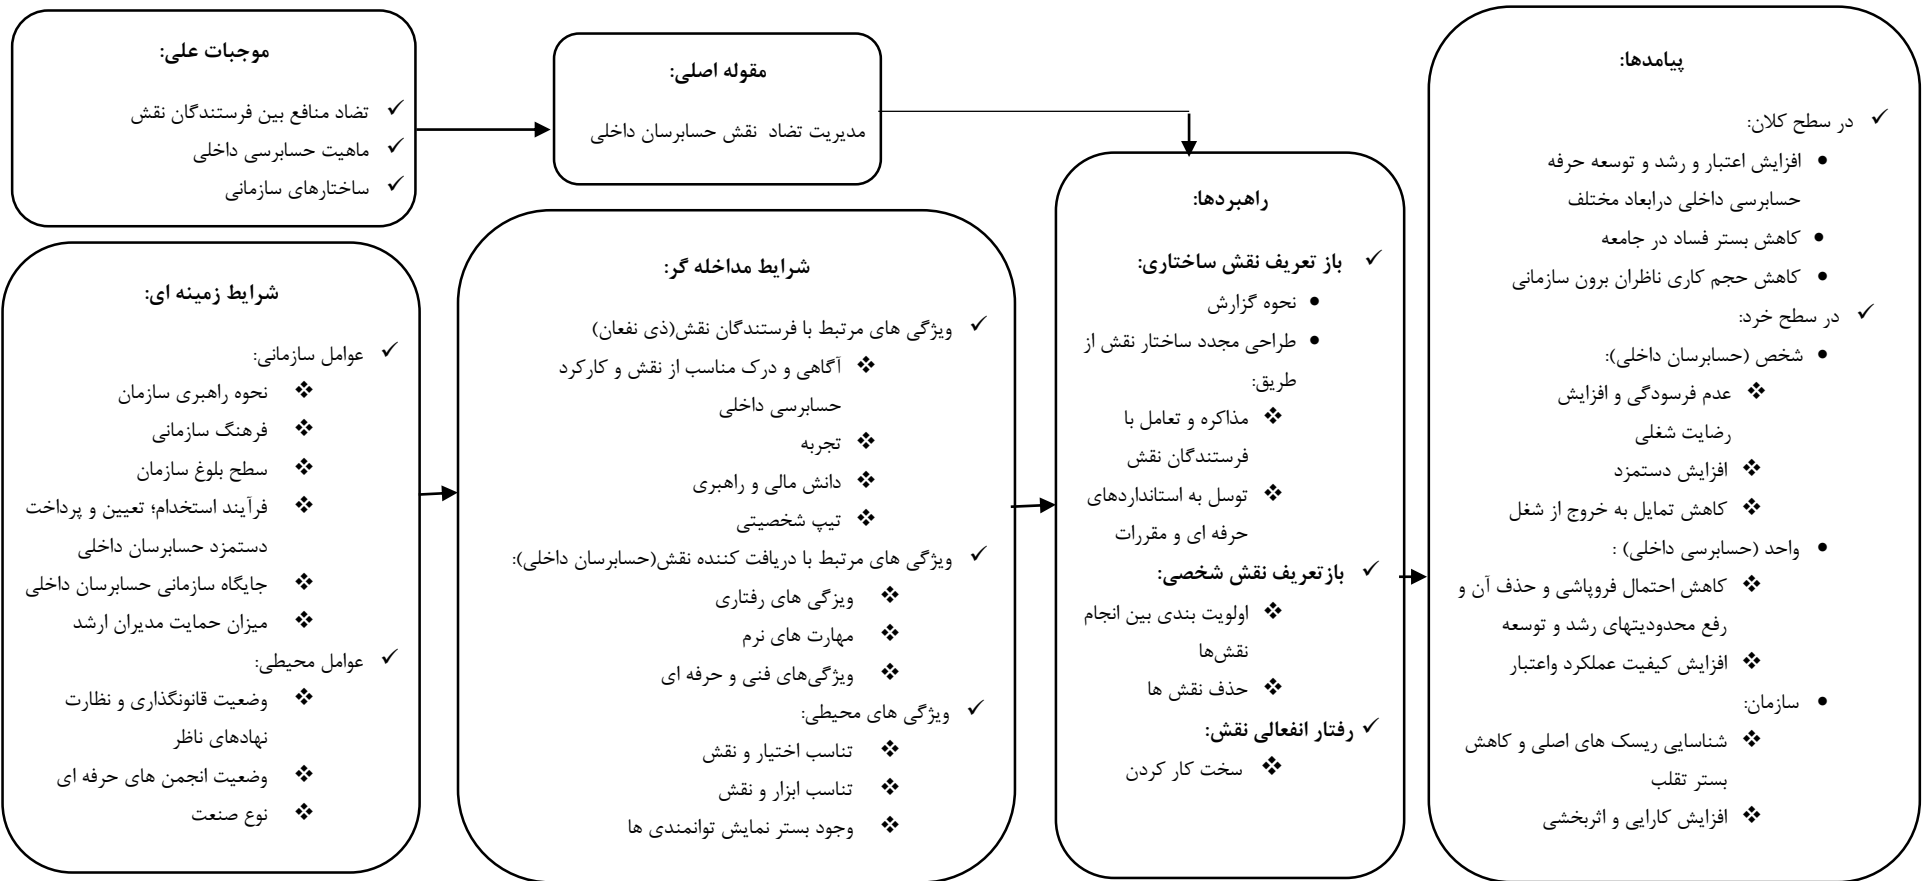 موجبات علی:
تضاد منافع بین فرستندگان نقش
ماهیت حسابرسی داخلی
ساختارهای سازمانی
مقوله اصلی:
مدیریت تضاد نقش حسابرسان داخلی
شرایط زمینه ای:
عوامل سازمانی:
نحوه راهبری سازمان
فرهنگ سازمانی
سطح بلوغ سازمان
فرآیند استخدام؛ تعیین و پرداخت
دستمزد حسابرسان داخلی
جایگاه سازمانی حسابرسان داخلی
میزان حمایت مدیران ارشد
عوامل محیطی:
وضعیت قانونگذاری و نظارت
نهادهای ناظر
وضعیت انجمن های حرفه ای
نوع صنعت
شرایط مداخله گر:
ویژگی های مرتبط با فرستندگان نقش(ذی نفعان)
آگاهی و درک مناسب از نقش و کارکرد
حسابرسی داخلی
تجربه
دانش مالی و راهبری
تیپ شخصیتی
ویژگی های مرتبط با دریافت کننده نقش(حسابرسان داخلی):
ویزگی های رفتاری
مهارت های نرم
ویژگی‌های فنی و حرفه ای
ویژگی های محیطی:
تناسب اختیار و نقش
تناسب ابزار و نقش
وجود بستر نمایش توانمندی ها
راهبردها:
باز تعریف نقش ساختاری:
نحوه گزارش
طراحی مجدد ساختار نقش از
طریق:
مذاکره و تعامل با
فرستندگان نقش
توسل به استانداردهای
حرفه ای و مقررات
بازتعریف نقش شخصی:
اولویت بندی بین انجام
نقش‌ها
حذف نقش ها
رفتار انفعالی نقش:
سخت کار کردن
پیامدها:
در سطح کلان:
افزایش اعتبار و رشد و توسعه حرفه
حسابرسی داخلی درابعاد مختلف
کاهش بستر فساد در جامعه
کاهش حجم کاری ناظران برون سازمانی
در سطح خرد:
شخص (حسابرسان داخلی):
عدم فرسودگی و افزایش
رضایت شغلی
افزایش دستمزد
کاهش تمایل به خروج از شغل
واحد (حسابرسی داخلی) :
کاهش احتمال فروپاشی و حذف آن و
رفع محدودیتهای رشد و توسعه
افزایش کیفیت عملکرد واعتبار
سازمان:
شناسایی ریسک های اصلی و کاهش
بستر تقلب
افزایش کارایی و اثربخشی